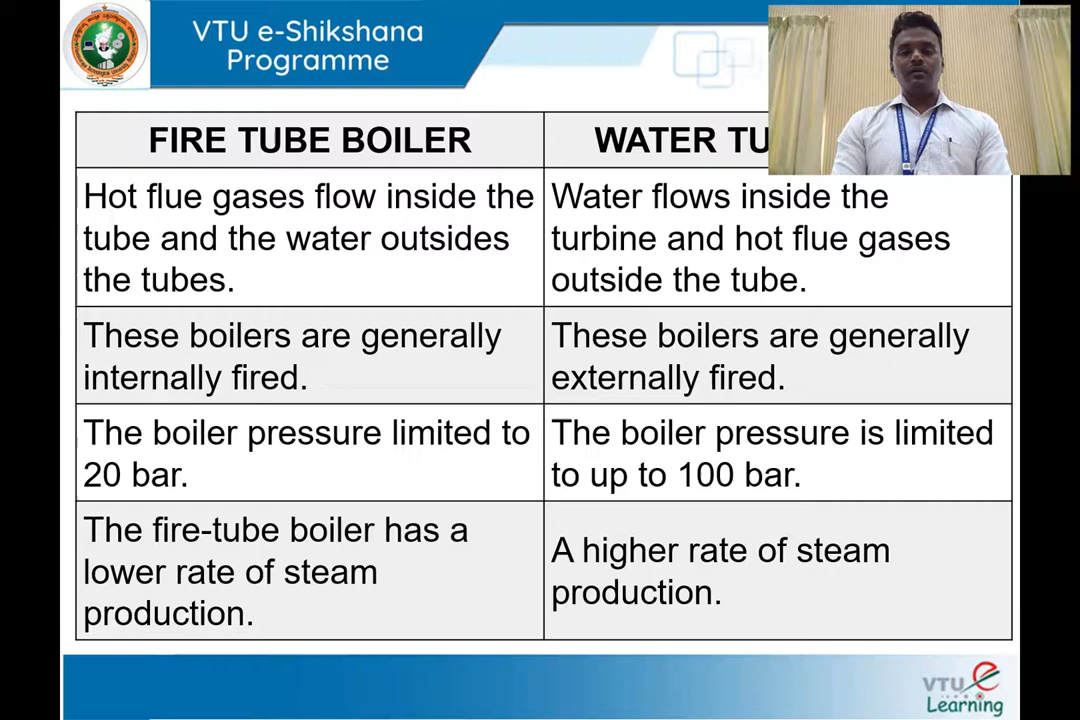 VTU e-Shikshana
Programme
FIRE TUBE BOILER
WATER TU
Hot flue gases flow inside the
tube and the water outsides
the tubes.
Water flows inside the
turbine and hot flue gases
outside the tube.
These boilers are generally
internally fired.
These boilers are generally
externally fired.
The boiler pressure limited to
20 bar.
The boiler pressure is limited
to up to 100 bar.
The fire-tube boiler has a
lower rate of steam
production.
A higher rate of steam
production.
VTU e
Learning